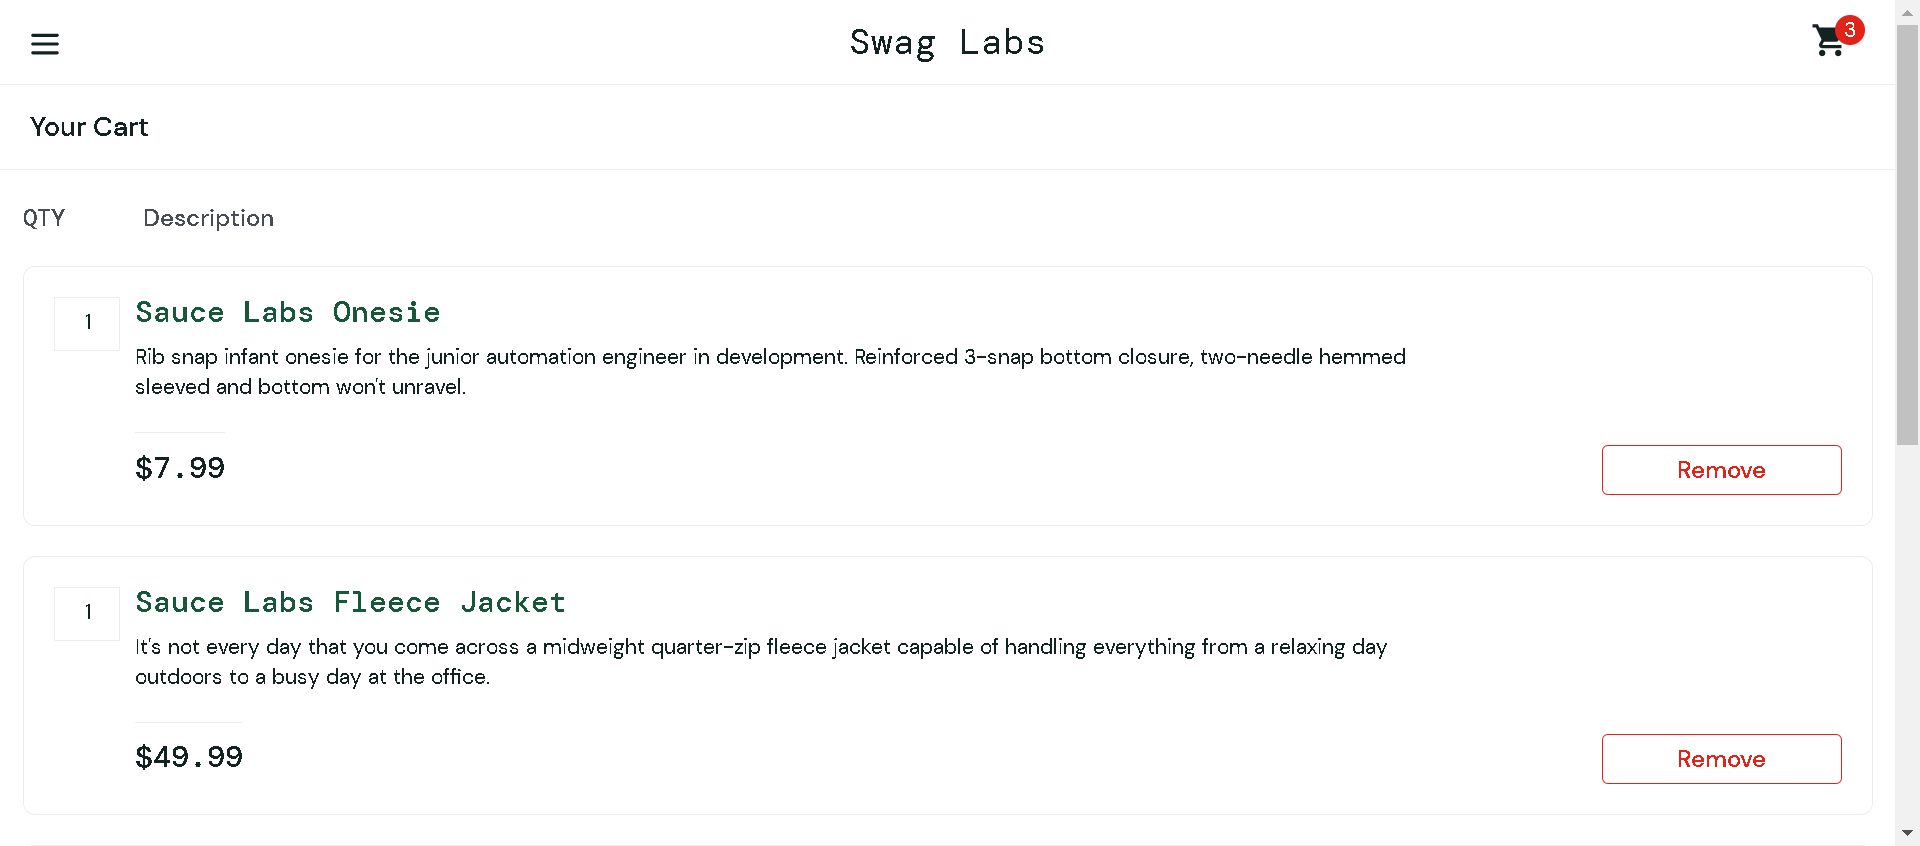 Swag Labs
3
Your Cart
QTY
Description
1
Sauce Labs Onesie
Rib snap infant onesie for the junior automation engineer in development. Reinforced 3-snap bottom closure, two-needle hemmed
sleeved and bottom won't unravel.
$7.99
Remove
1
Sauce Labs Fleece Jacket
It's not every day that you come across a midweight quarter-zip fleece jacket capable of handling everything from a relaxing day
outdoors to a busy day at the office.
$49.99
Remove